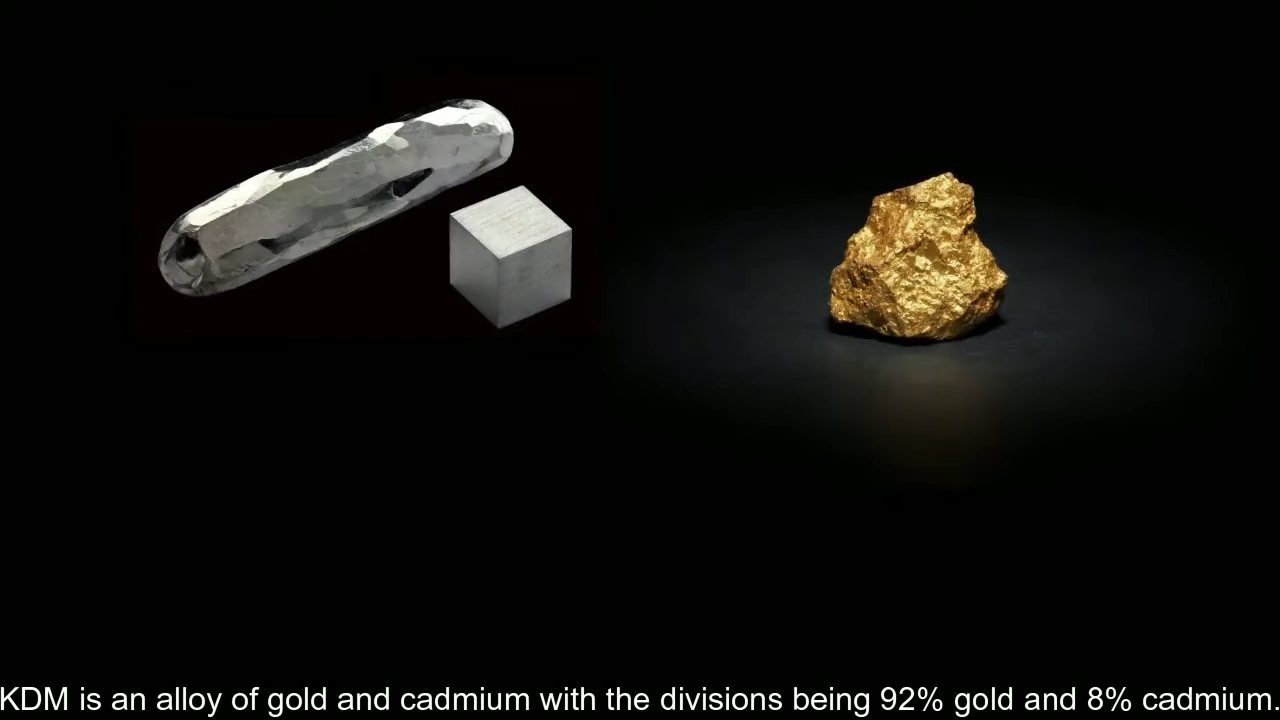 KDM is an alloy of gold and cadmium with the divisions being 92% gold and 8% cadmium.